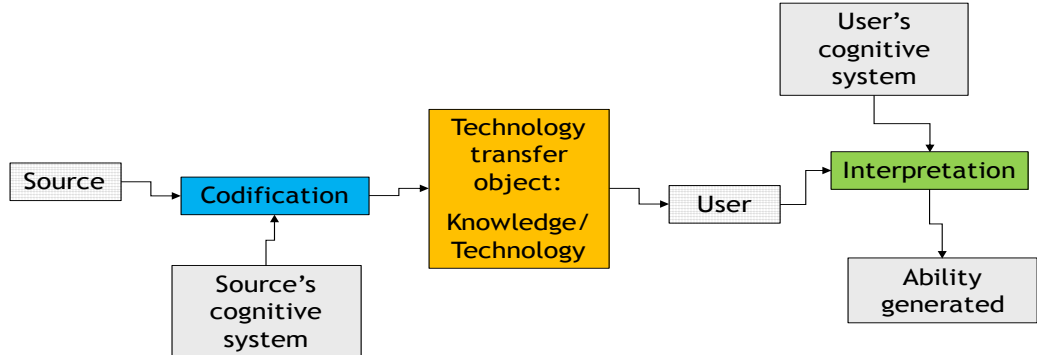 Source
Codification
Source’s
cognitive
system
Technology
transfer
object:
Knowledge/
Technology
User
User’s
cognitive
system
Interpretation
Ability
generated